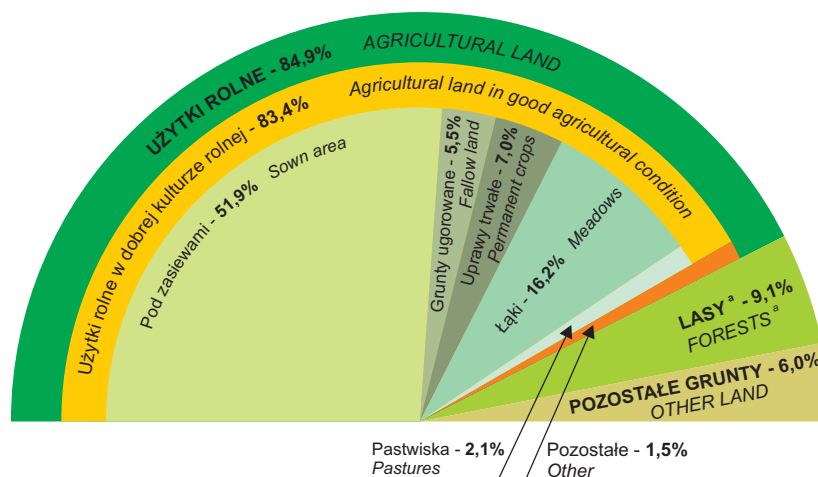 UŻYTKI ROLNE - 84,9% AGRICULTURAL LAND
Użytki rolne w dobrej kulturze rolnej - 83,4% Agricultural land in good agricultural condition
Pod zasiewami - 51,9% Sown area
Grunty ugorowane - 5,5%
Fallow land
Uprawy trwałe - 7,0%
Permanent crops
Łąki - 16,2% Meadows
LASY a - 9,1%
FORESTS a
POZOSTAŁE GRUNTY - 6,0%
OTHER LAND
Pastwiska - 2,1%
Pastures
Pozostałe - 1,5%
Other